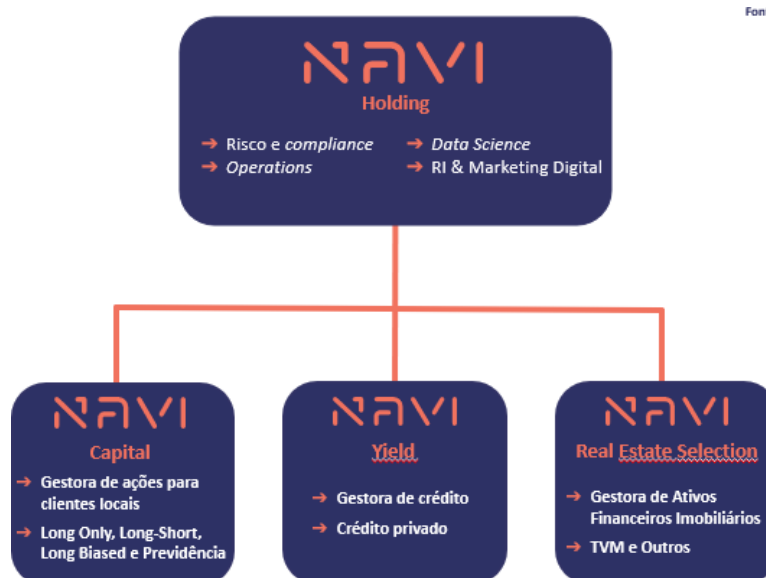 Fon
NAVI
Holding
→ Risco e compliance
→ Data Science
→ Operations
→ RI & Marketing Digital
NAVI
Capital
→ Gestora de ações para
clientes locais
→ Long Only, Long-Short,
Long Biased e Previdência
NAVI
Yield
→ Gestora de crédito
→ Crédito privado
NAVI
Real Estate Selection
→ Gestora de Ativos
Financeiros Imobiliários
→ TVM e Outros